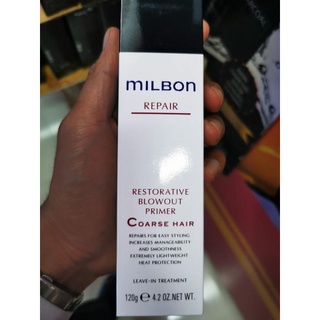 MILBON
REPAIR
RESTORATIVE
BLOWOUT
PRIMER
COARSE HAIR
REPAIRS FOR EASY STYLING
INCREASES MANAGEABILITY
AND SMOOTHNESS
EXTREMELY LIGHTWEIGHT
HEAT PROTECTION
LEAVE-IN TREATMENT
120g ℮ 4.2 OZ.NET WT.